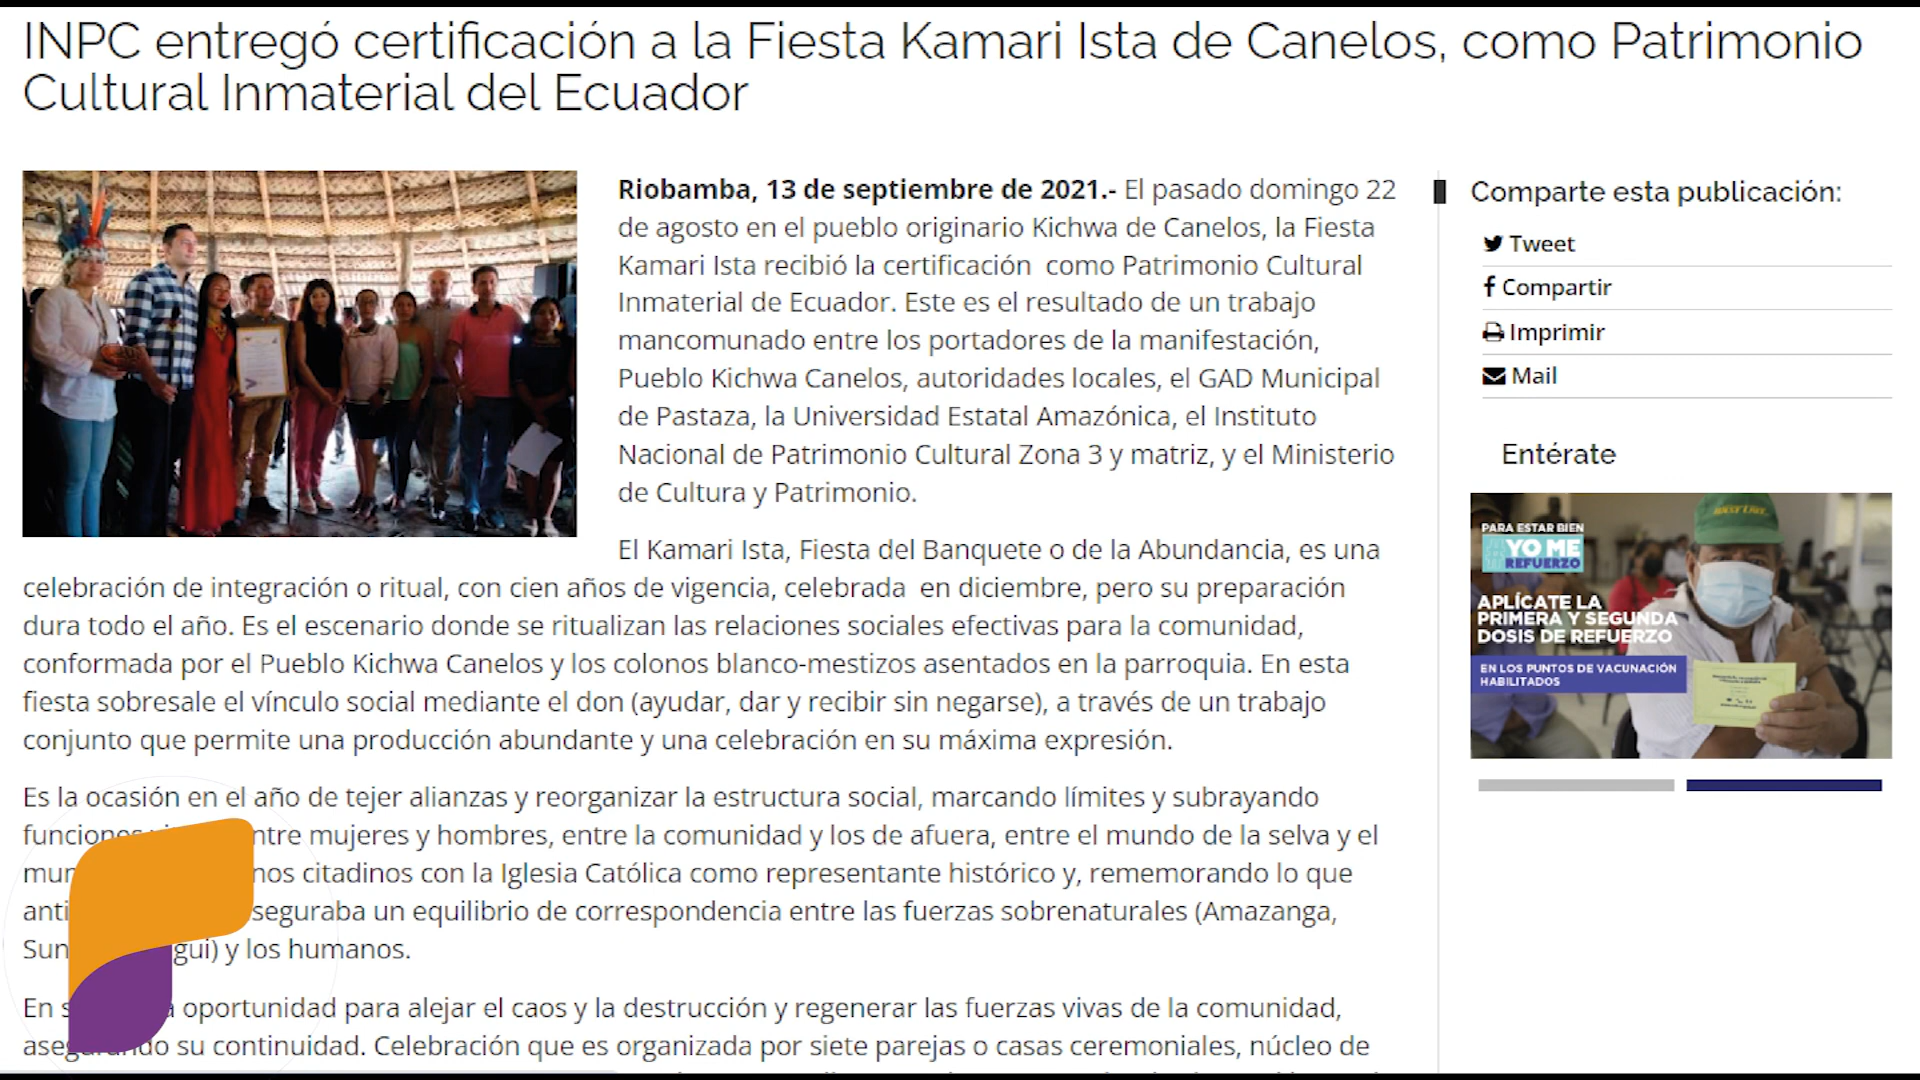 INPC entregó certificación a la Fiesta Kamari Ista de Canelos, como Patrimonio
Cultural Inmaterial del Ecuador
Riobamba, 13 de septiembre de 2021.- El pasado domingo 22
de agosto en el pueblo originario Kichwa de Canelos, la Fiesta
Kamari Ista recibió la certificación como Patrimonio Cultural
Inmaterial de Ecuador. Este es el resultado de un trabajo
mancomunado entre los portadores de la manifestación,
Pueblo Kichwa Canelos, autoridades locales, el GAD Municipal
de Pastaza, la Universidad Estatal Amazónica, el Instituto
Nacional de Patrimonio Cultural Zona 3 y matriz, y el Ministerio
de Cultura y Patrimonio.
El Kamari Ista, Fiesta del Banquete o de la Abundancia, es una
celebración de integración o ritual, con cien años de vigencia, celebrada en diciembre, pero su preparación
dura todo el año. Es el escenario donde se ritualizan las relaciones sociales efectivas para la comunidad,
conformada por el Pueblo Kichwa Canelos y los colonos blanco-mestizos asentados en la parroquia. En esta
fiesta sobresale el vínculo social mediante el don (ayudar, dar y recibir sin negarse), a través de un trabajo
conjunto que permite una producción abundante y una celebración en su máxima expresión.
Es la ocasión en el año de tejer alianzas y reorganizar la estructura social, marcando límites y subrayando
entre mujeres y hombres, entre la comunidad y los de afuera, entre el mundo de la selva y el
citadinos con la Iglesia Católica como representante histórico y, rememorando lo que
un equilibrio de correspondencia entre las fuerzas sobrenaturales (Amazanga,
y los humanos.
En oportunidad para alejar el caos y la destrucción y regenerar las fuerzas vivas de la comunidad,
asegurando su continuidad. Celebración que es organizada por siete parejas o casas ceremoniales, núcleo de
Comparte esta publicación:
Tweet
Compartir
Imprimir
Mail
Entérate
PARA ESTAR BIEN
YO ME
REFUERZO
APLÍCATE LA
PRIMERA Y SEGUNDA
DOSIS DE REFUERZO
EN LOS PUNTOS DE VACUNACIÓN
HABILITADOS